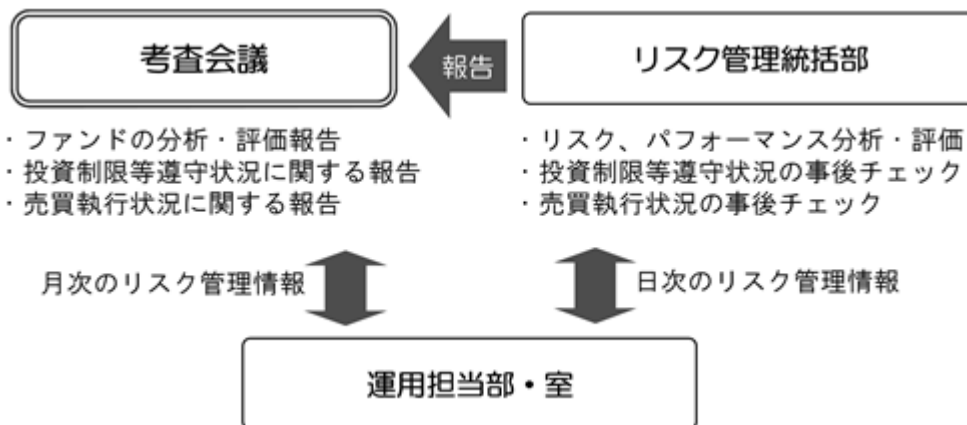 考査会議
報告
リスク管理統括部
・ファンドの分析・評価報告
・投資制限等遵守状況に関する報告
・売買執行状況に関する報告
・リスク、パフォーマンス分析・評価
・投資制限等遵守状況の事後チェック
・売買執行状況の事後チェック
月次のリスク管理情報
日次のリスク管理情報
運用担当部・室